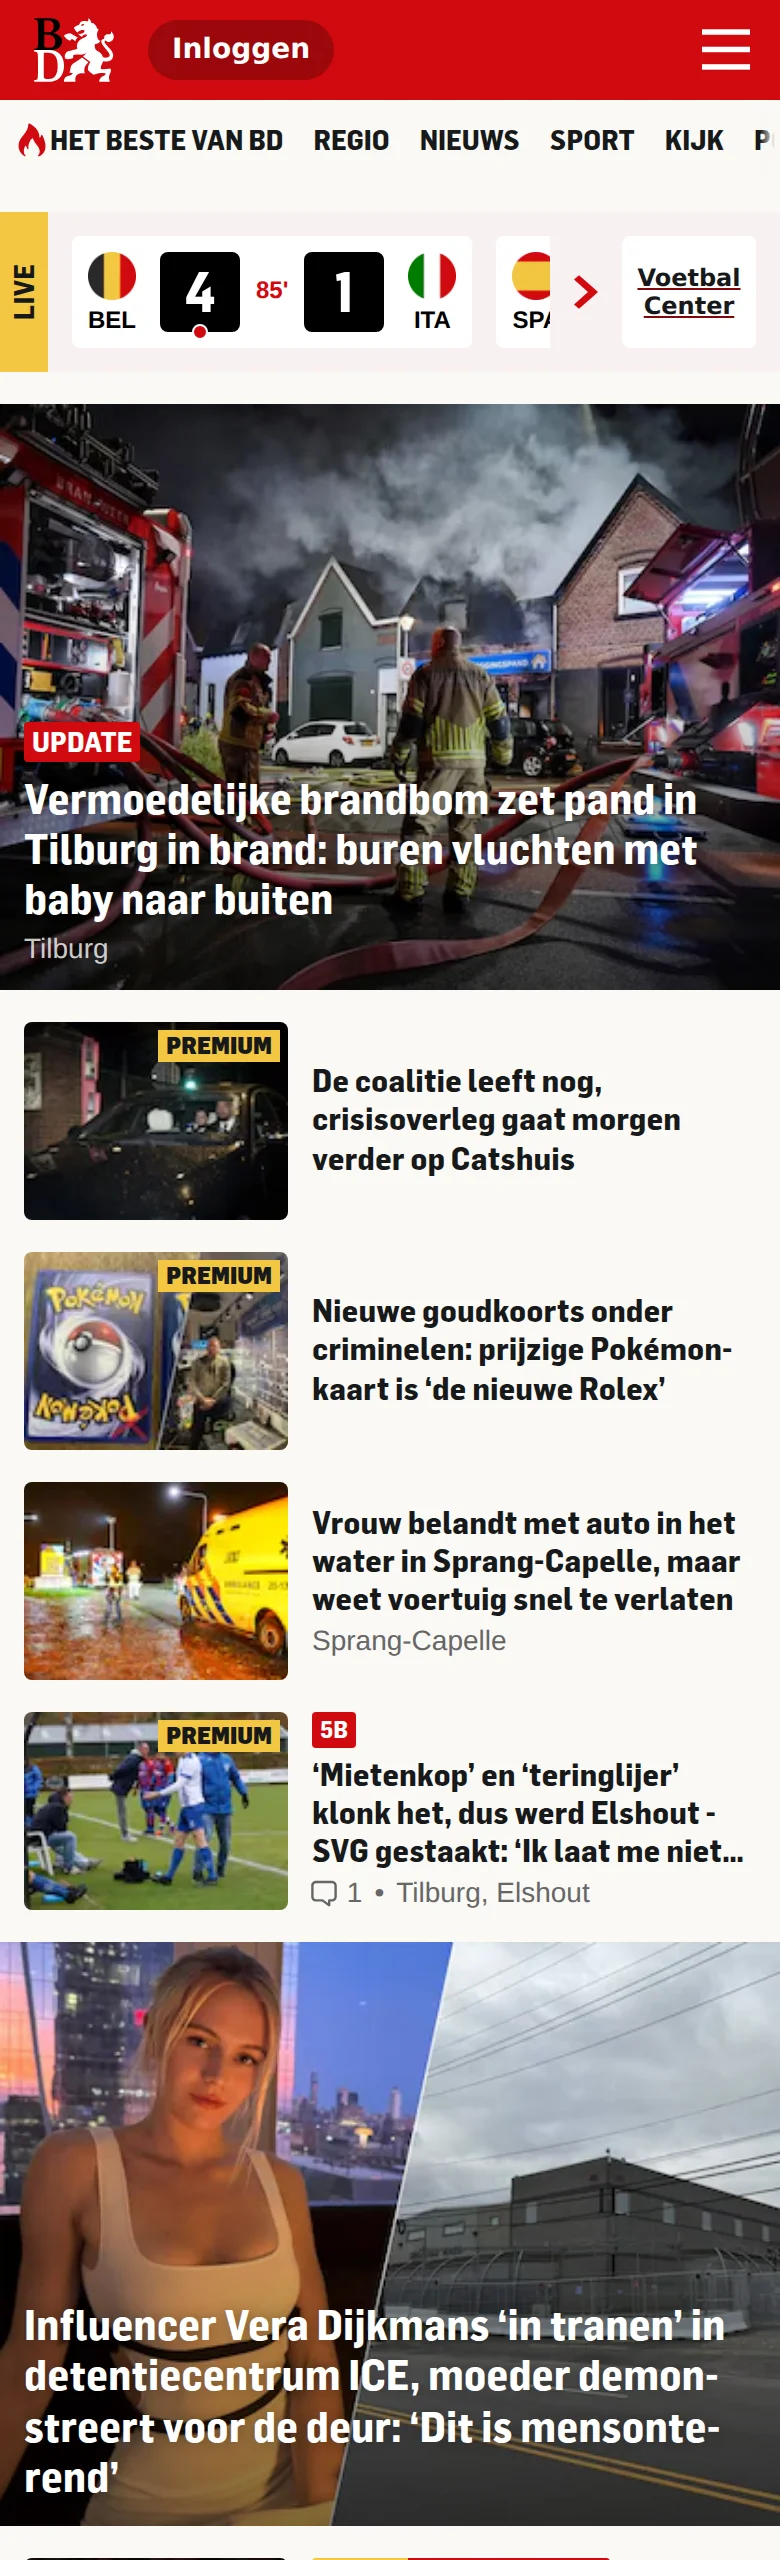 BD
Inloggen
HET BESTE VAN BD REGIO NIEUWS SPORT KIJK
LIVE
BEL 4 85' 1 ITA
SPA
Voetbal
Center
BRANDWEER
UPDATE
Vermoedelijke brandbom zet pand in
Tilburg in brand: buren vluchten met
baby naar buiten
Tilburg
PREMIUM
De coalitie leeft nog,
crisisoverleg gaat morgen
verder op Catshuis
PREMIUM
Pokémon
Pokémon
Nieuwe goudkoorts onder
criminelen: prijzige Pokémon-
kaart is ‘de nieuwe Rolex’
AMBULANCE
Vrouw belandt met auto in het
water in Sprang-Capelle, maar
weet voertuig snel te verlaten
Sprang-Capelle
PREMIUM
5B
‘Mietenkop’ en ‘teringlijer’
klonk het, dus werd Elshout -
SVG gestaakt: ‘Ik laat me niet...
1 • Tilburg, Elshout
Influencer Vera Dijkmans ‘in tranen’ in
detentiecentrum ICE, moeder demon-
streert voor de deur: ‘Dit is mensonte-
rend’